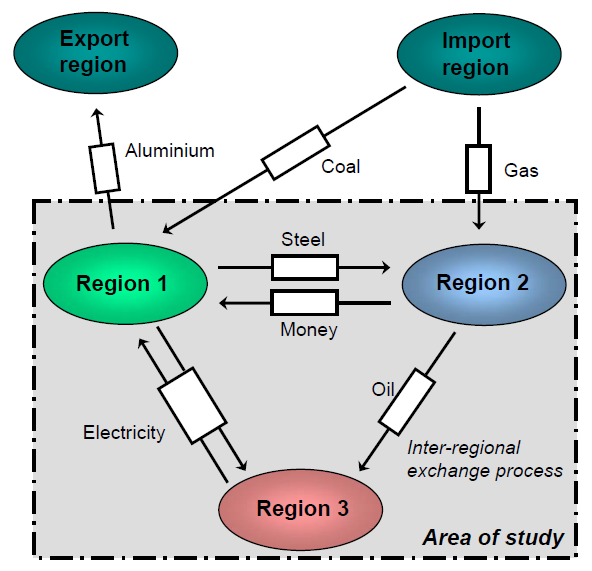 Export
region
Import
region
Aluminium
Coal
Gas
Steel
Region 1
Region 2
Money
Oil
Electricity
Inter-regional
exchange process
Region 3
Area of study